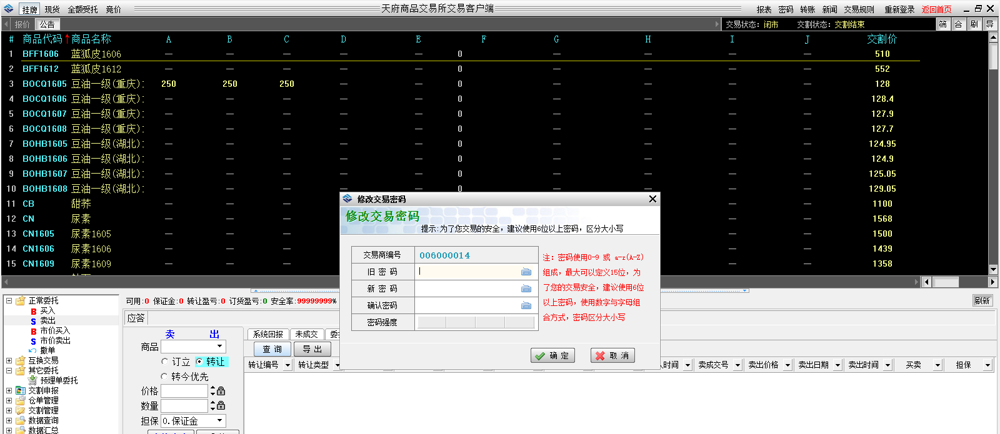 挂牌 现货 全额受托 竞价 天府商品交易所交易客户端 报表 密码 转账 新闻 交易规则 重新登录 返回首页
报价 公告 交易状态: 闭市 交割状态: 交割结束 筛 合 刷 导
# 商品代码↑商品名称 A B C D E F G H I J 交割价
1 BFF1606 蓝狐皮1606 — — — — — 0 — — — — 510
2 BFF1612 蓝狐皮1612 — — — — — 0 — — — — 552
3 BOCQ1605 豆油一级(重庆): 250 250 250 — — 0 — — — — 128
4 BOCQ1606 豆油一级(重庆): — — — — — 0 — — — — 128.4
5 BOCQ1607 豆油一级(重庆): — — — — — 0 — — — — 127.9
6 BOCQ1608 豆油一级(重庆): — — — — — 0 — — — — 127.7
7 BOHB1605 豆油一级(湖北): — — — — — 0 — — — — 124.95
8 BOHB1606 豆油一级(湖北): — — — — — 0 — — — — 124.9
9 BOHB1607 豆油一级(湖北): — — — — — 0 — — — — 125.05
10 BOHB1608 豆油一级(湖北): — — — — — 0 — — — — 129.05
11 CB 甜荞 — — — — — 1100
12 CN 尿素 — — — — — 1568
13 CN1605 尿素1605 — — — — — 1500
14 CN1606 尿素1606 — — — — — 1439
15 CN1609 尿素1609 — — — — — 1358
修改交易密码
修改交易密码
提示:为了您交易的安全，建议使用6位以上密码，区分大小写
交易商编号 006000014
旧 密 码
新 密 码
确认密码
密码强度
注: 密码使用0-9 或 a-z(A-Z)
组成，最大可以定义15位，为
了您的交易安全，建议使用6位
以上密码，使用数字与字母组
合方式，密码区分大小写
确 定 取 消
正常委托
B 买入
S 卖出
B 市价买入
S 市价卖出
撤单
互换交易
其它委托
预埋单委托
交割申报
仓单管理
交割管理
数据查询
数据汇总
可用:0 保证金:0 转让盈亏:0 订货盈亏:0 安全率:99999999% 刷新
应答
卖 出
商品
订立 转让
转今优先
价格
数量
担保 0.保证金
系统回报 未成交
查 询 导 出
转让编号 转让类型 时间 卖成交号 卖出价格 卖出日期 卖出时间 买卖 担保